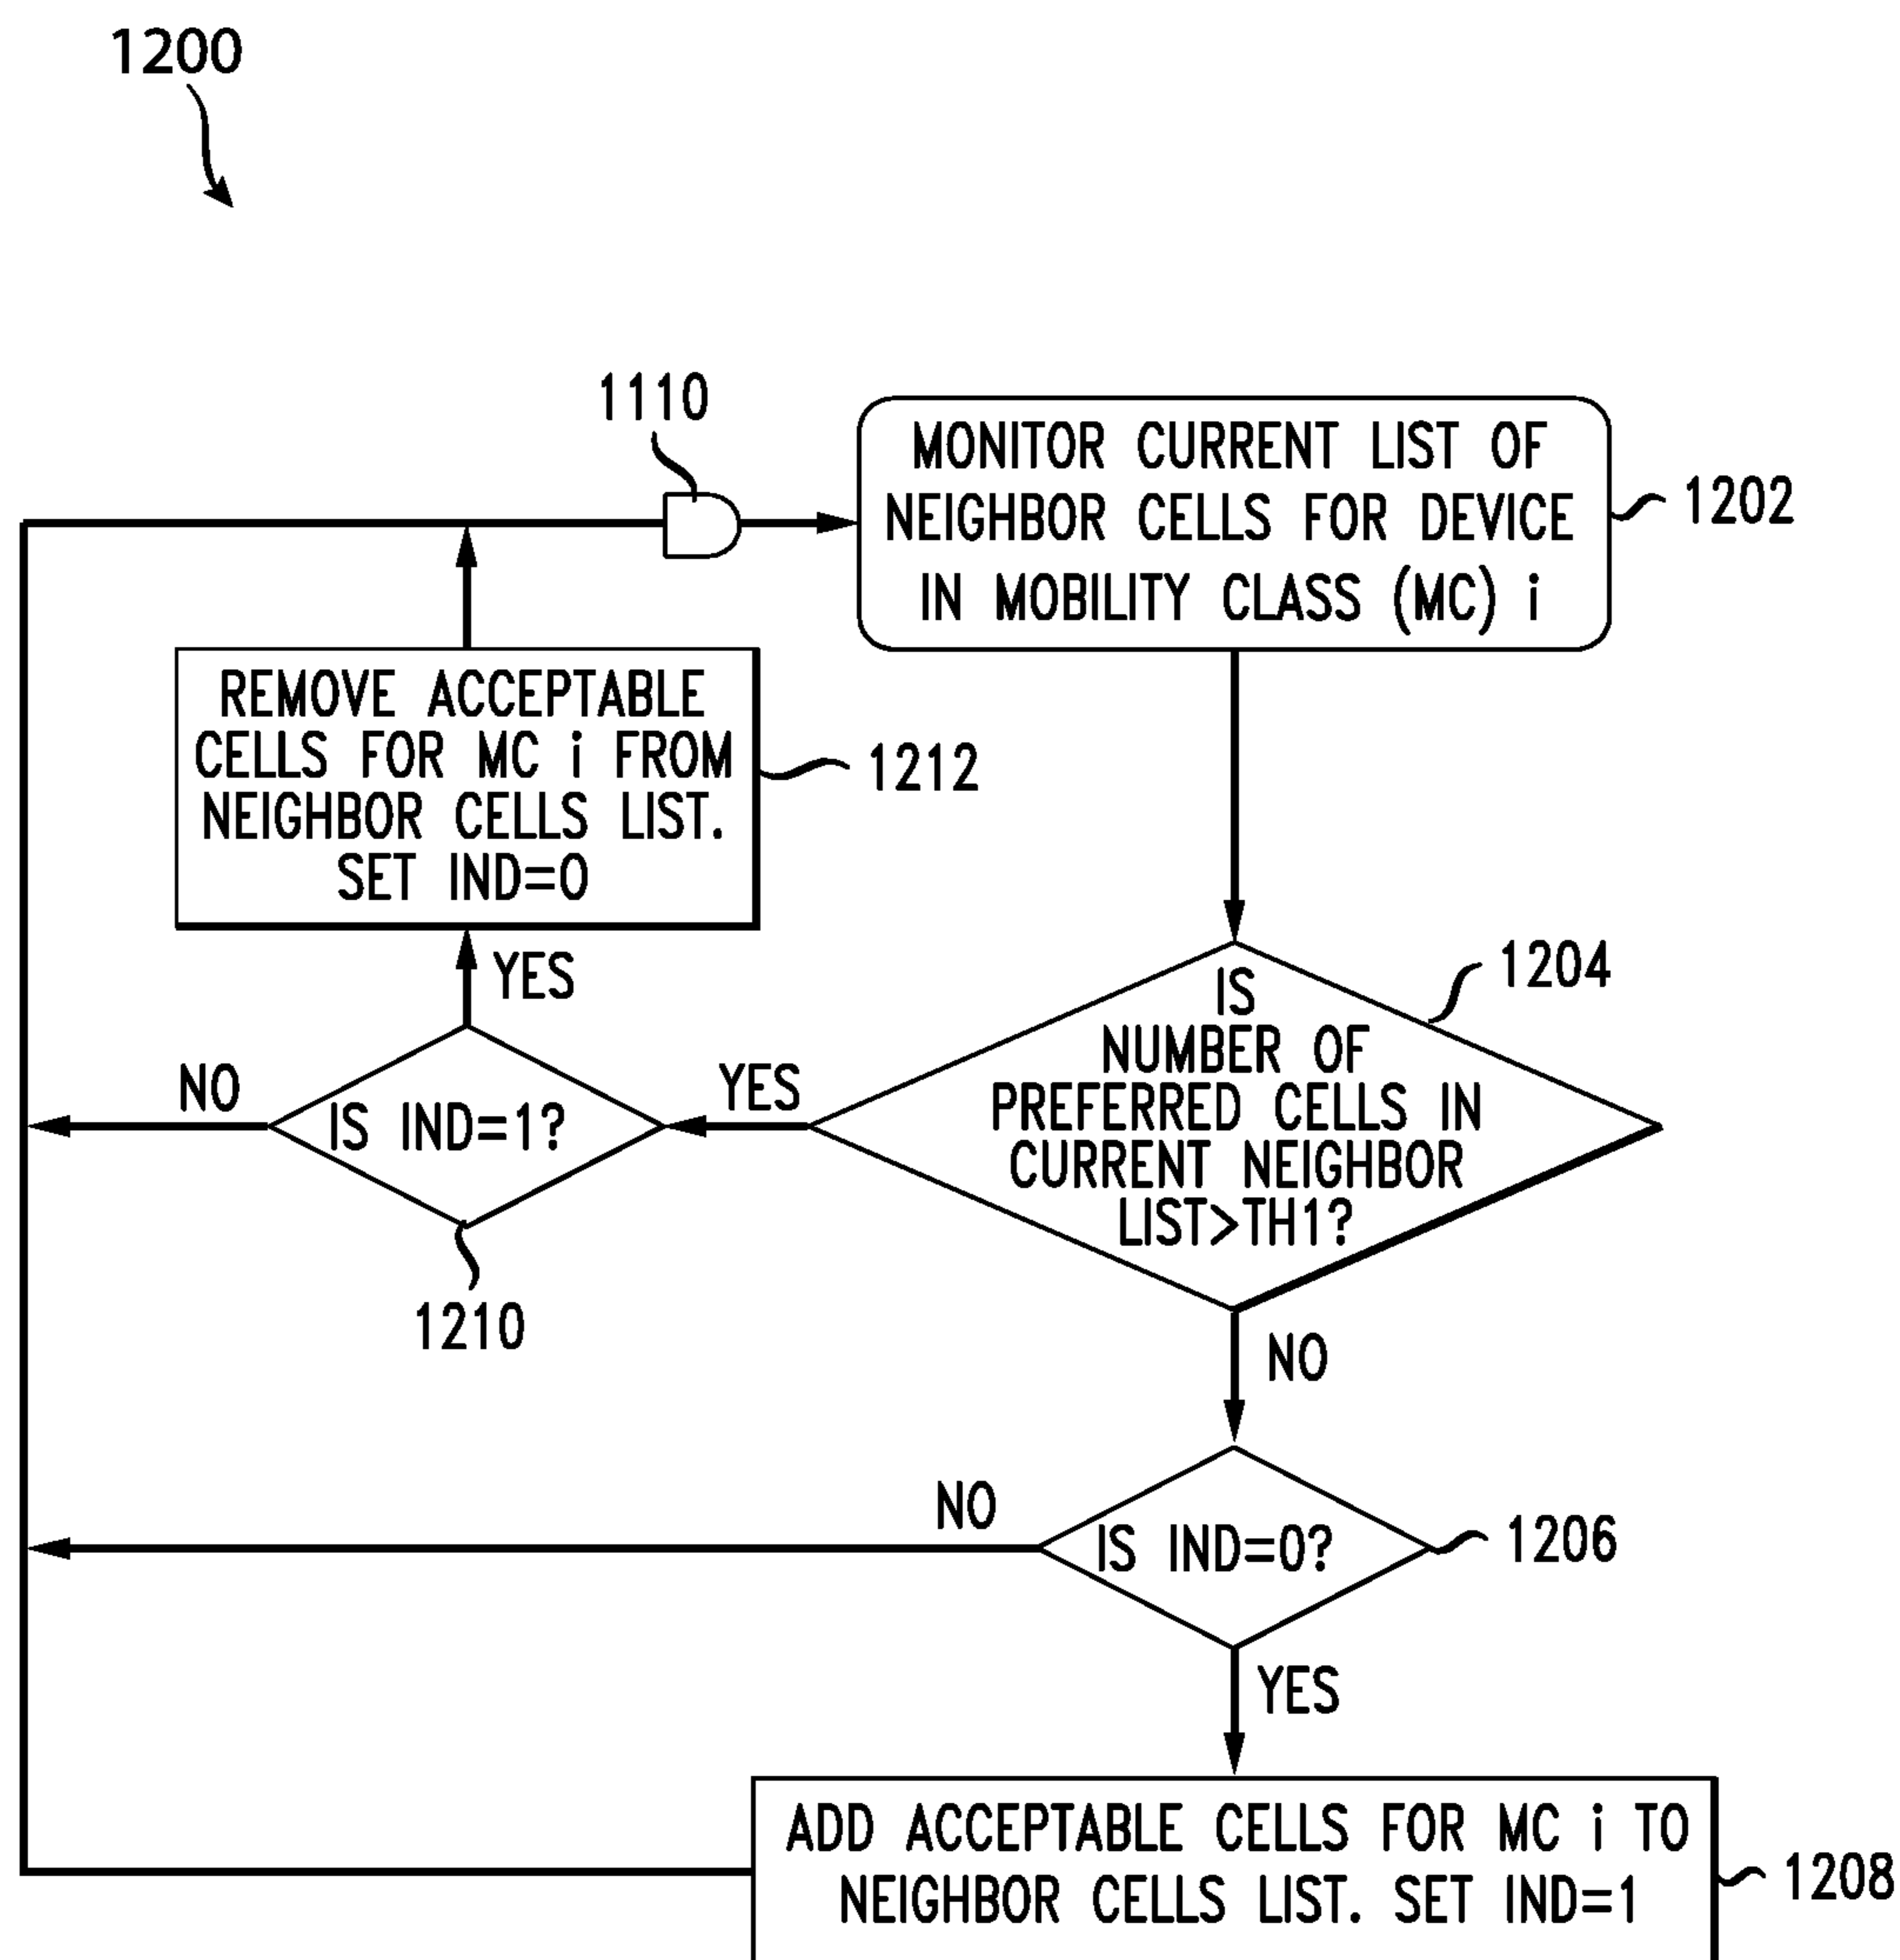 1200
1110
MONITOR CURRENT LIST OF
NEIGHBOR CELLS FOR DEVICE
IN MOBILITY CLASS (MC) i
1202
REMOVE ACCEPTABLE
CELLS FOR MC i FROM
NEIGHBOR CELLS LIST.
SET IND=0
1212
YES
IS
NUMBER OF
PREFERRED CELLS IN
CURRENT NEIGHBOR
LIST>TH1?
1204
NO
IS IND=1?
YES
1210
NO
NO
IS IND=0?
1206
YES
ADD ACCEPTABLE CELLS FOR MC i TO
NEIGHBOR CELLS LIST. SET IND=1
1208